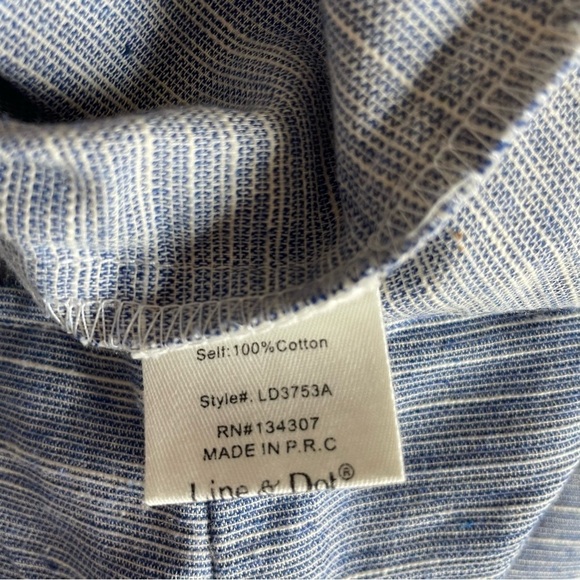 Self:100%Cotton
Style#. LD3753A
RN#134307
MADE IN P.R.C
Line & Dot®